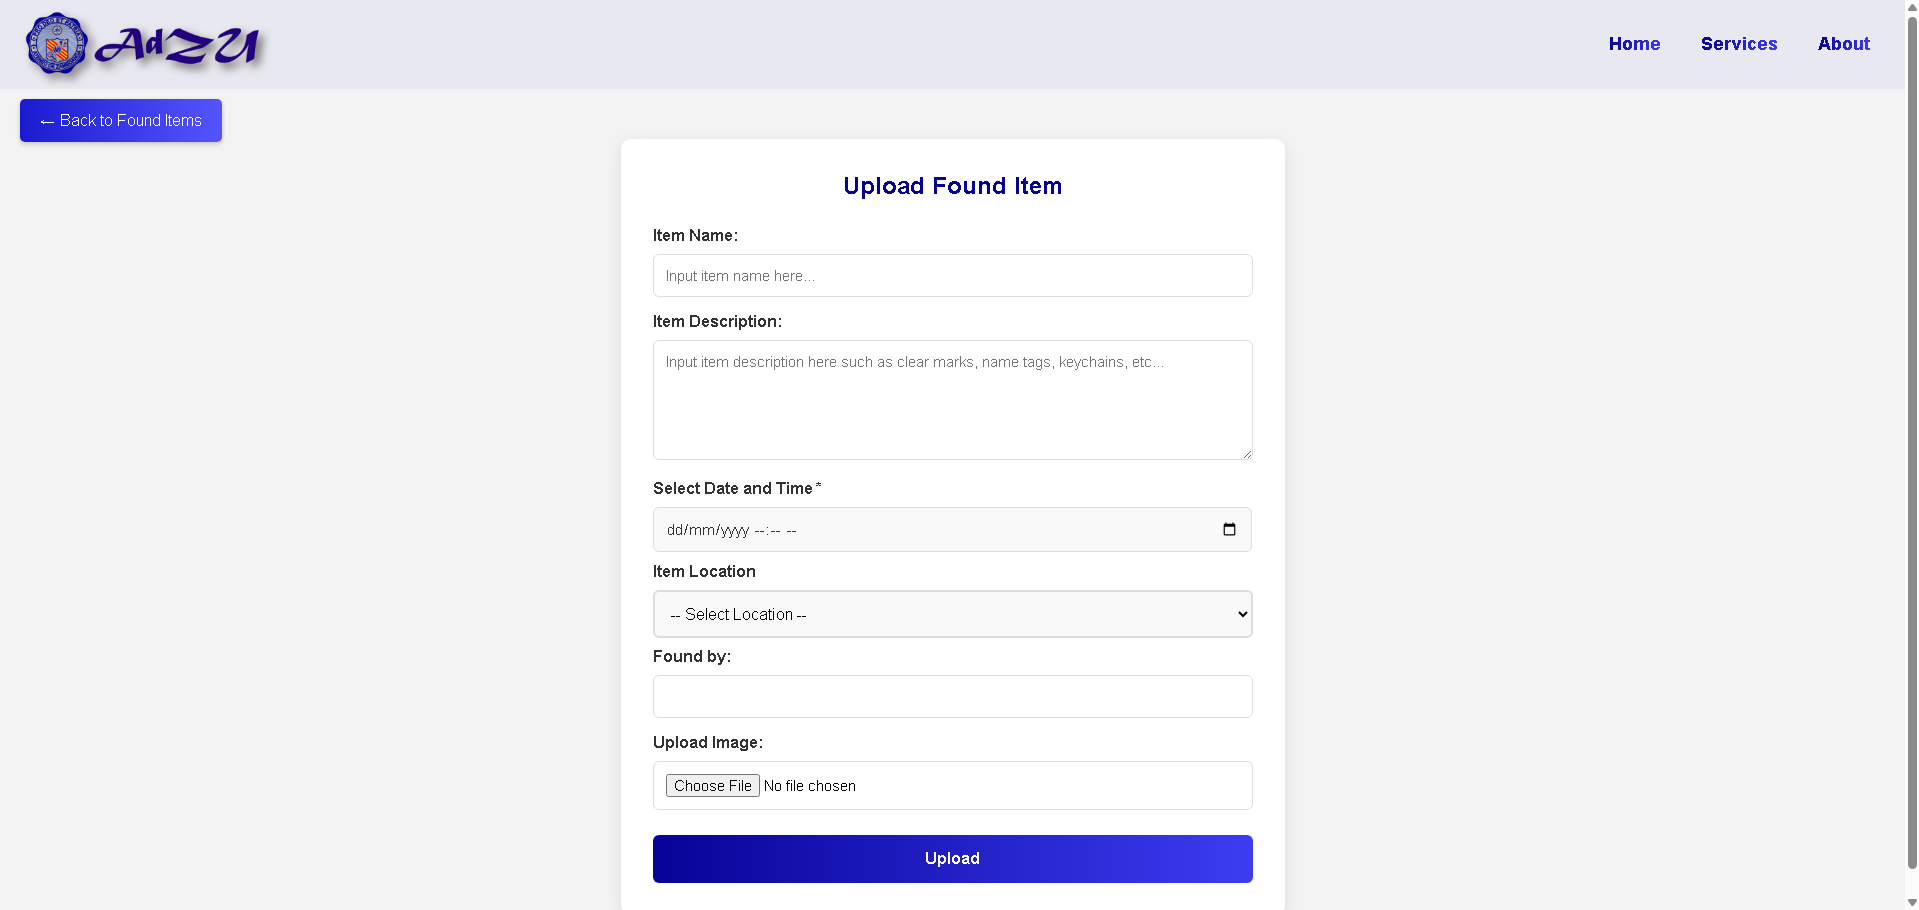 AdZU
Home Services About
← Back to Found Items
Upload Found Item
Item Name:
Input item name here...
Item Description:
Input item description here such as clear marks, name tags, keychains, etc...
Select Date and Time*
dd/mm/yyyy --:-- --
Item Location
-- Select Location --
Found by:
Upload Image:
Choose File No file chosen
Upload